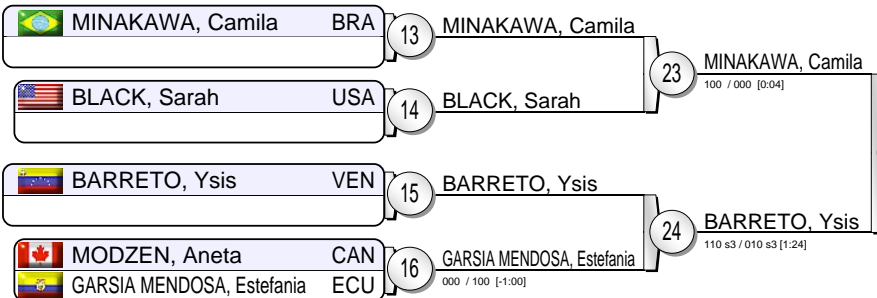 MINAKAWA, Camila BRA 13 MINAKAWA, Camila
23 MINAKAWA, Camila
100 / 000 [0:04]
BLACK, Sarah USA 14 BLACK, Sarah
BARRETO, Ysis VEN 15 BARRETO, Ysis
24 BARRETO, Ysis
110 s3 / 010 s3 [1:24]
MODZEN, Aneta CAN
16 GARSIA MENDOSA, Estefania
000 / 100 [-1:00]
GARSIA MENDOSA, Estefania ECU